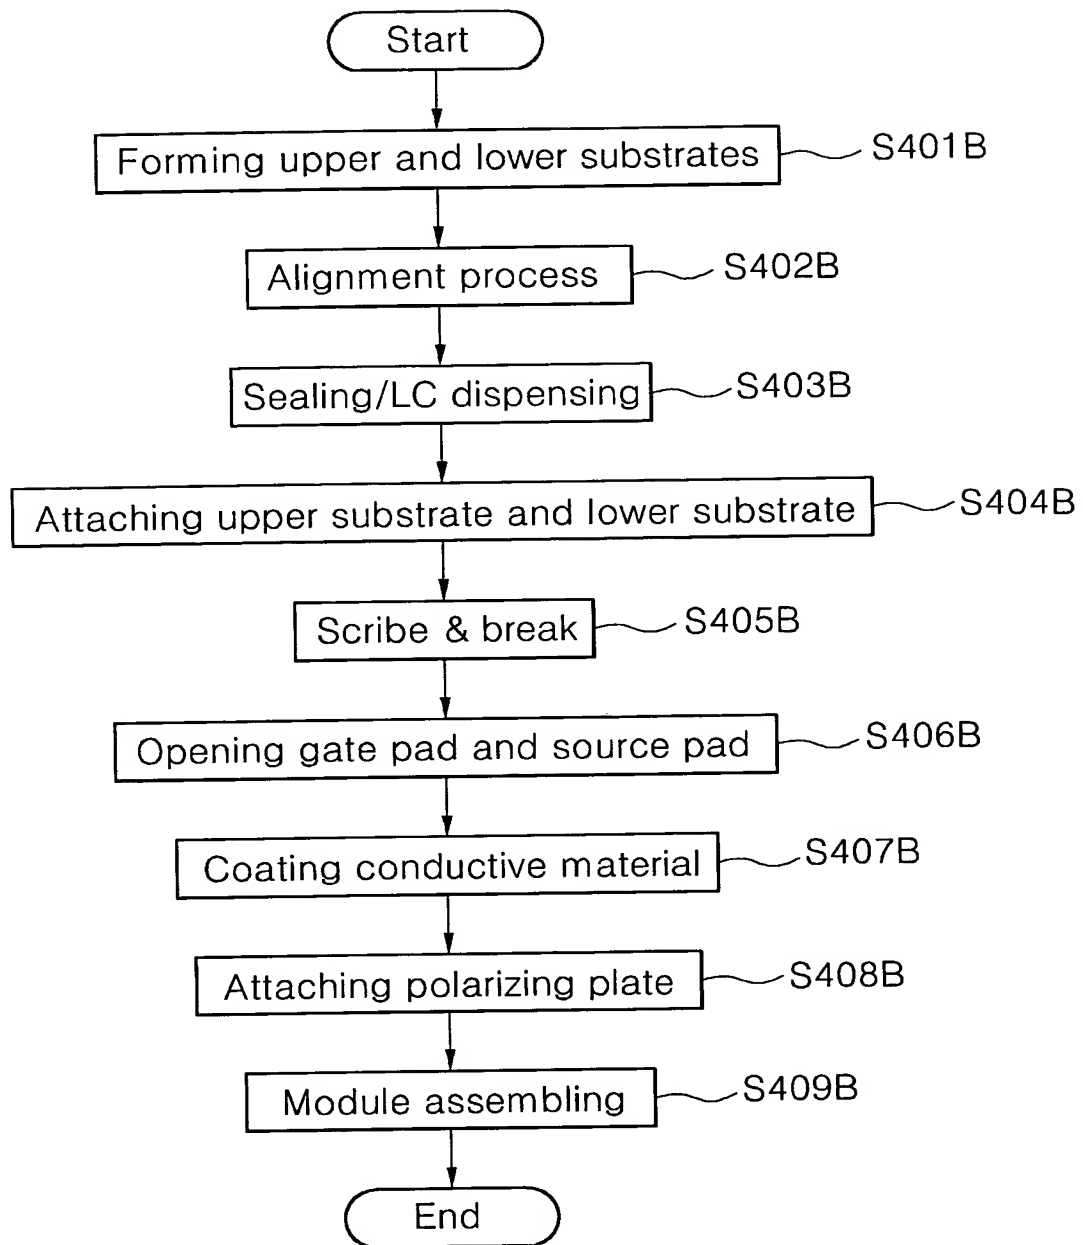 Start
Forming upper and lower substrates S401B
Alignment process S402B
Sealing/LC dispensing S403B
Attaching upper substrate and lower substrate S404B
Scribe & break S405B
Opening gate pad and source pad S406B
Coating conductive material S407B
Attaching polarizing plate S408B
Module assembling S409B
End